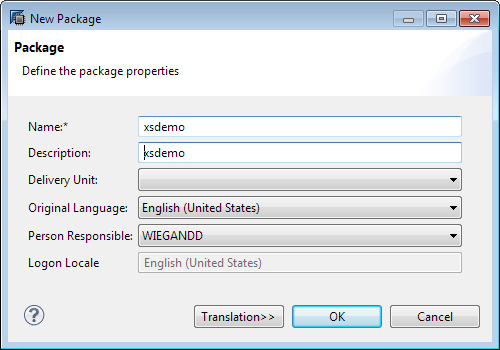 New Package
Package
Define the package properties
Name:* xsdemo
Description: xsdemo
Delivery Unit:
Original Language: English (United States)
Person Responsible: WIEGANDD
Logon Locale English (United States)
? Translation>> OK Cancel